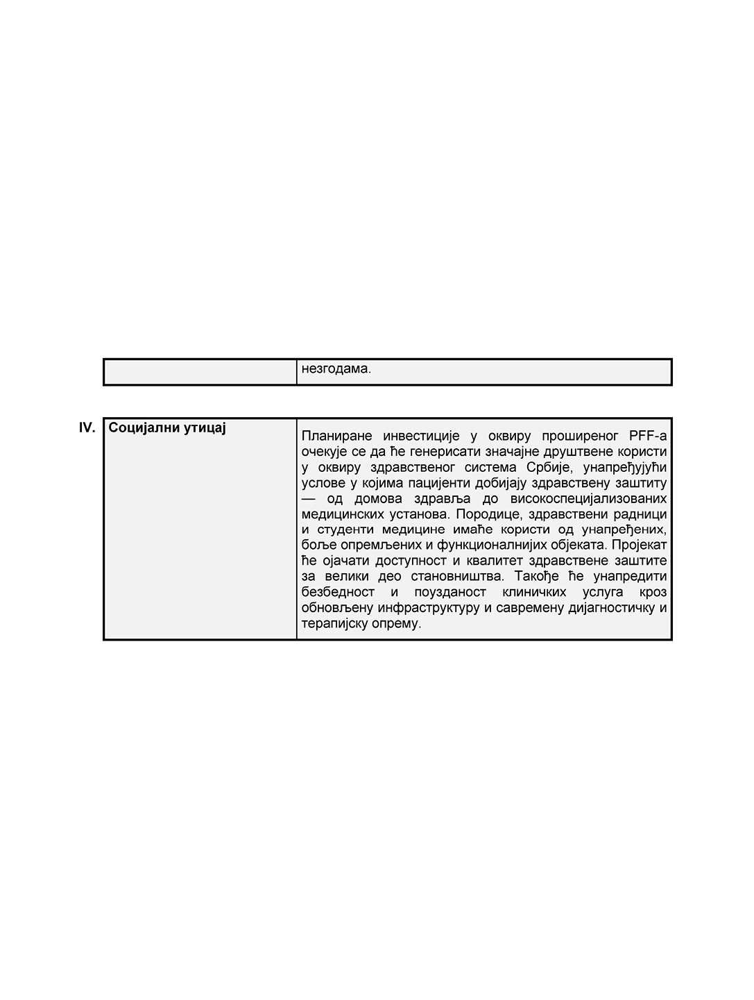 незгодама.
IV. Социјални утицај
Планиране инвестиције у оквиру проширеног PFF-а
очекује се да ће генерисати значајне друштвене користи
у оквиру здравственог система Србије, унапређујући
услове у којима пацијенти добијају здравствену заштиту
— од домова здравља до високоспецијализованих
медицинских установа. Породице, здравствени радници
и студенти медицине имаће користи од унапређених,
боље опремљених и функционалнијих објеката. Пројекат
ће ојачати доступност и квалитет здравствене заштите
за велики део становништва. Такође ће унапредити
безбедност и поузданост клиничких услуга кроз
обновљену инфраструктуру и савремену дијагностичку и
терапијску опрему.